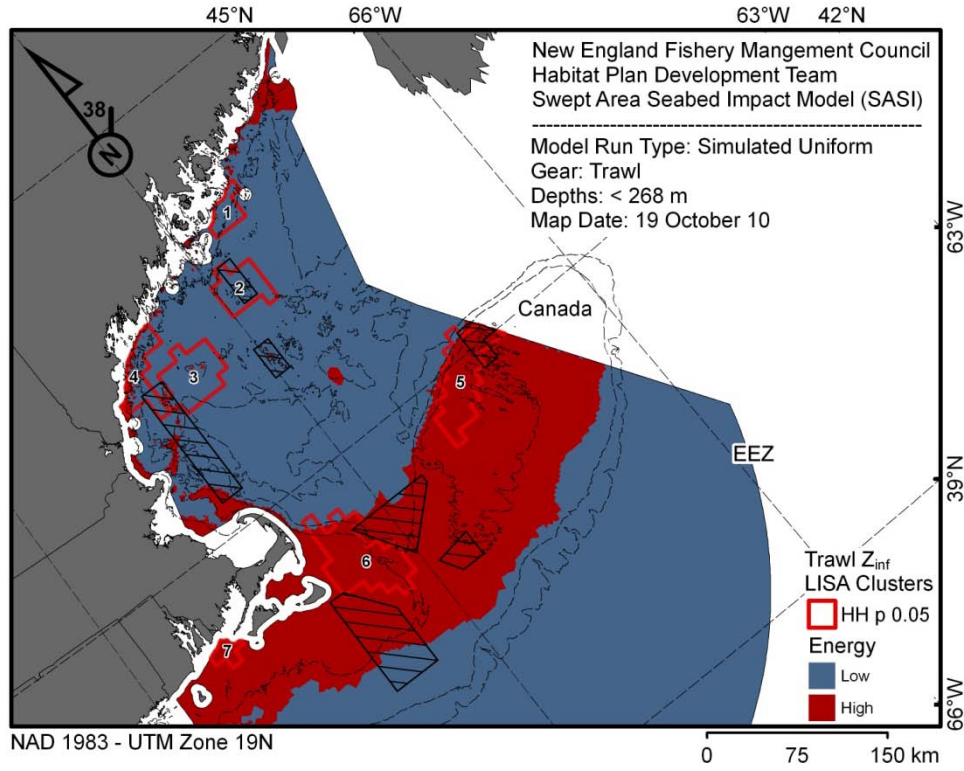 45°N 66°W 63°W 42°N
New England Fishery Mangement Council
Habitat Plan Development Team
Swept Area Seabed Impact Model (SASI)
------------------------------------------------------
Model Run Type: Simulated Uniform
Gear: Trawl
Depths: < 268 m
Map Date: 19 October 10
38
N
1
2
3
4
5
6
7
Canada
EEZ
63°W
39°N
66°W
Trawl Zinf
LISA Clusters
HH p 0.05
Energy
Low
High
NAD 1983 - UTM Zone 19N
0 75 150 km